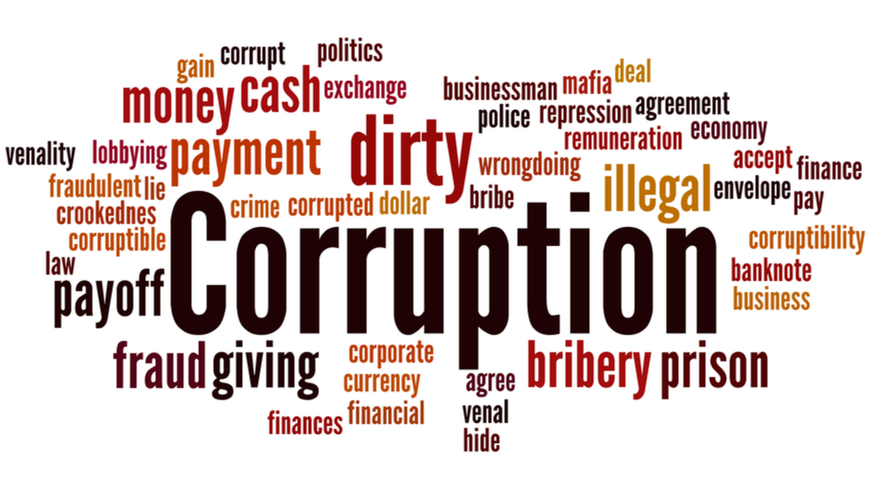 gain
corrupt
politics
money
cash
exchange
businessman
mafia
deal
police
repression
agreement
remuneration
economy
venality
lobbying
payment
dirty
wrongdoing
accept
finance
fraudulent
lie
crookednes
crime
corrupted
dollar
bribe
illegal
envelope
pay
corruptible
Corruption
corruptibility
law
payoff
banknote
business
fraud
giving
corporate
currency
agree
bribery
prison
finances
financial
venal
hide